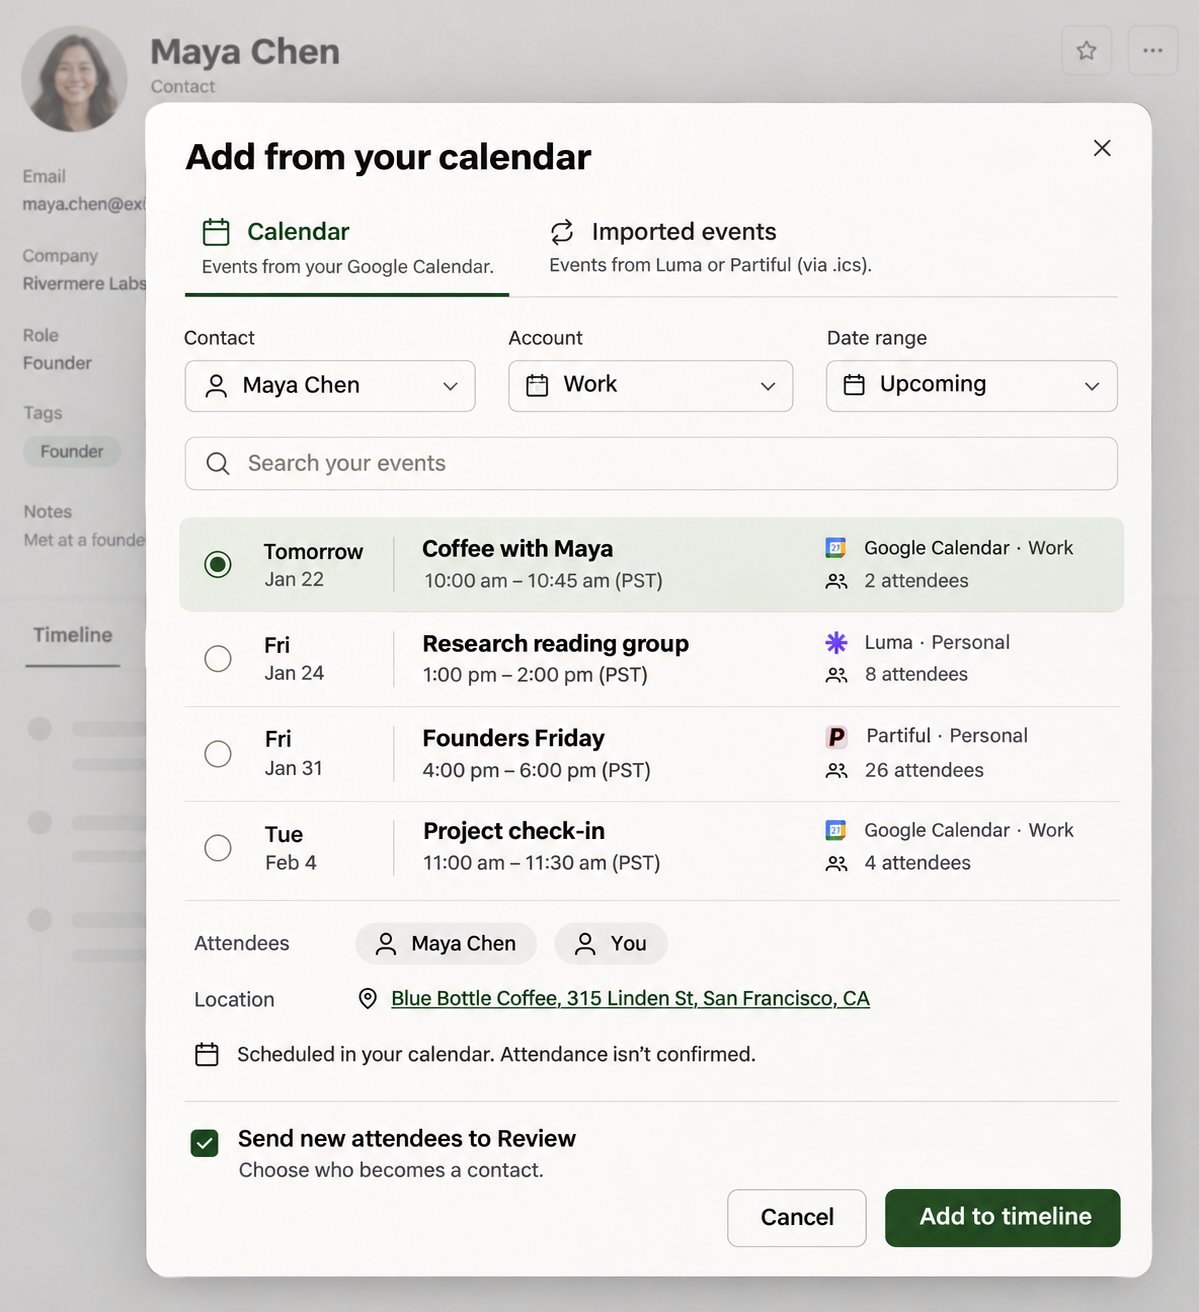 Maya Chen
Contact
Email
maya.chen@ex
Company
Rivermere Labs
Role
Founder
Tags
Founder
Notes
Met at a founde
Timeline
Add from your calendar
Calendar
Events from your Google Calendar.
Imported events
Events from Luma or Partiful (via .ics).
Contact
Maya Chen
Account
Work
Date range
Upcoming
Search your events
Tomorrow
Jan 22
Coffee with Maya
10:00 am – 10:45 am (PST)
Google Calendar · Work
2 attendees
Fri
Jan 24
Research reading group
1:00 pm – 2:00 pm (PST)
Luma · Personal
8 attendees
Fri
Jan 31
Founders Friday
4:00 pm – 6:00 pm (PST)
P
Partiful · Personal
26 attendees
Tue
Feb 4
Project check-in
11:00 am – 11:30 am (PST)
Google Calendar · Work
4 attendees
Attendees
Maya Chen
You
Location
Blue Bottle Coffee, 315 Linden St, San Francisco, CA
Scheduled in your calendar. Attendance isn’t confirmed.
Send new attendees to Review
Choose who becomes a contact.
Cancel
Add to timeline